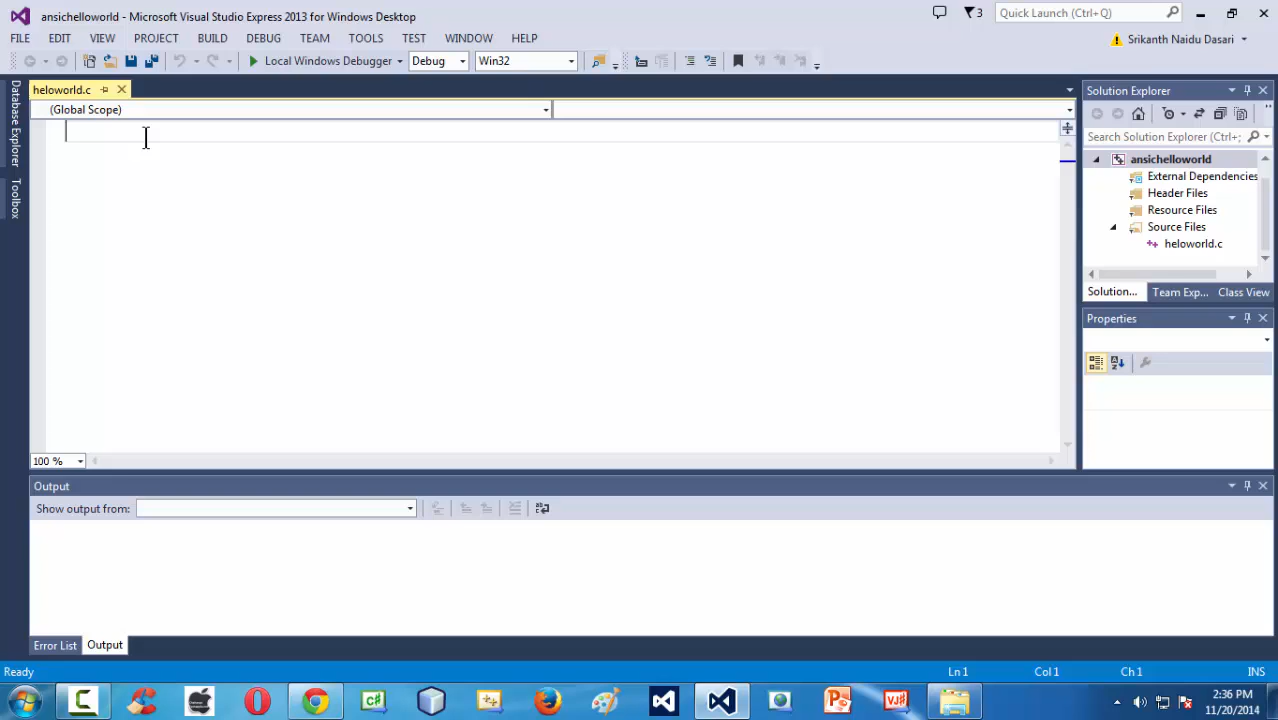 ansichelloworld - Microsoft Visual Studio Express 2013 for Windows Desktop
3
Quick Launch (Ctrl+Q)
FILE EDIT VIEW PROJECT BUILD DEBUG TEAM TOOLS TEST WINDOW HELP
Srikanth Naidu Dasari
Local Windows Debugger Debug Win32
Database Explorer
Toolbox
heloworld.c
(Global Scope)
100 %
Solution Explorer
Search Solution Explorer (Ctrl+;
ansichelloworld
External Dependencies
Header Files
Resource Files
Source Files
heloworld.c
Solution... Team Exp... Class View
Properties
Output
Show output from:
Error List Output
Ready Ln 1 Col 1 Ch 1 INS
2:36 PM
11/20/2014